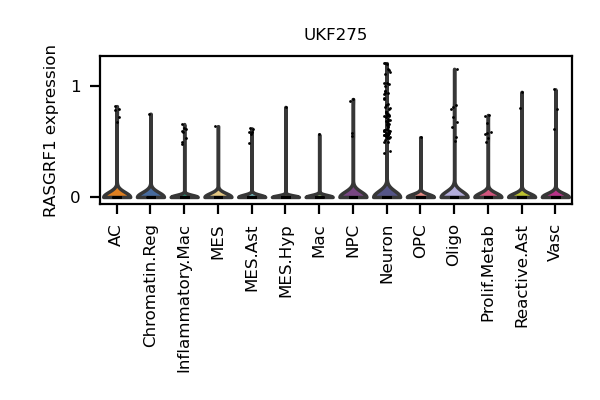 UKF275
RASGRF1 expression
1
0
AC
Chromatin.Reg
Inflammatory.Mac
MES
MES.Ast
MES.Hyp
Mac
NPC
Neuron
OPC
Oligo
Prolif.Metab
Reactive.Ast
Vasc